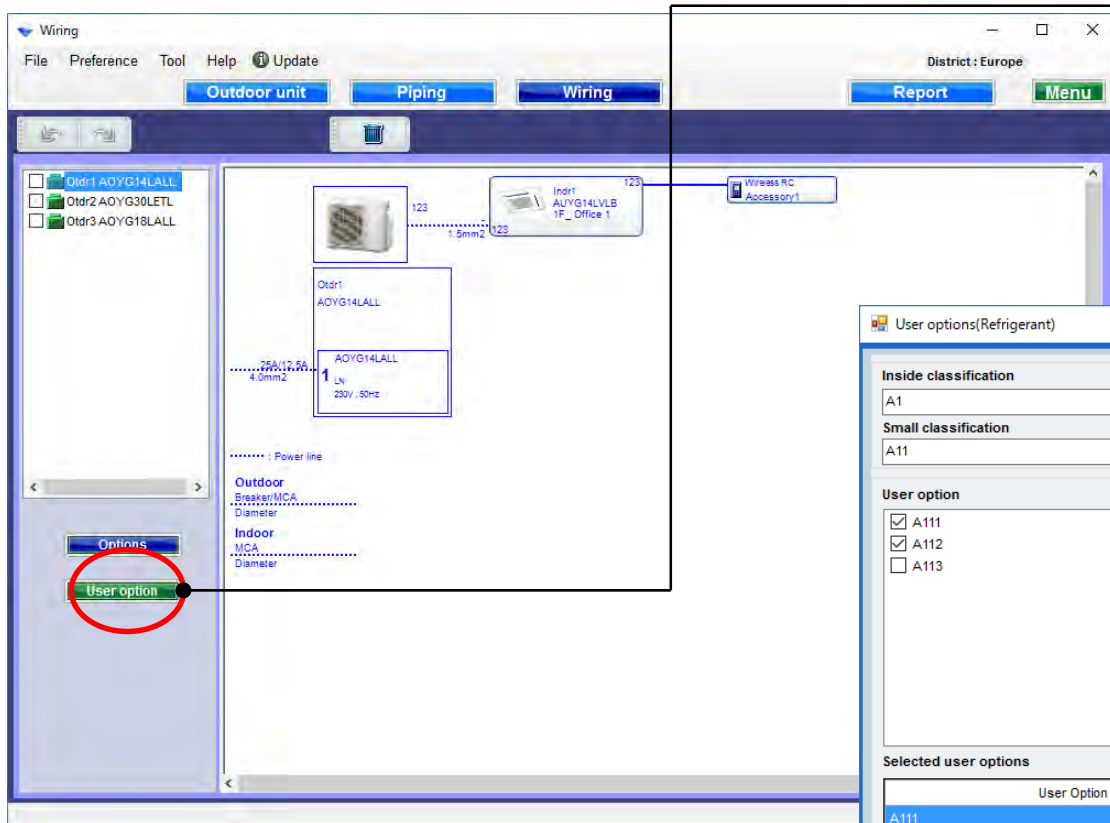 Wiring
File Preference Tool Help Update
District : Europe
Outdoor unit Piping Wiring Report Menu
Otdr1 AOYG14LALL
Otdr2 AOYG30LETL
Otdr3 AOYG18LALL
Options
User option
123
1.5mm2
123
Indr1
AUYG14LVLB
1F_ Office 1
123
Wireless RC
Accessory1
Otdr1
AOYG14LALL
25A/12.5A
4.0mm2
AOYG14LALL
1 LN
230V , 50Hz
: Power line
Outdoor
Breaker/MCA
Diameter
Indoor
MCA
Diameter
User options(Refrigerant)
Inside classification
A1
Small classification
A11
User option
A111
A112
A113
Selected user options
User Option
A111